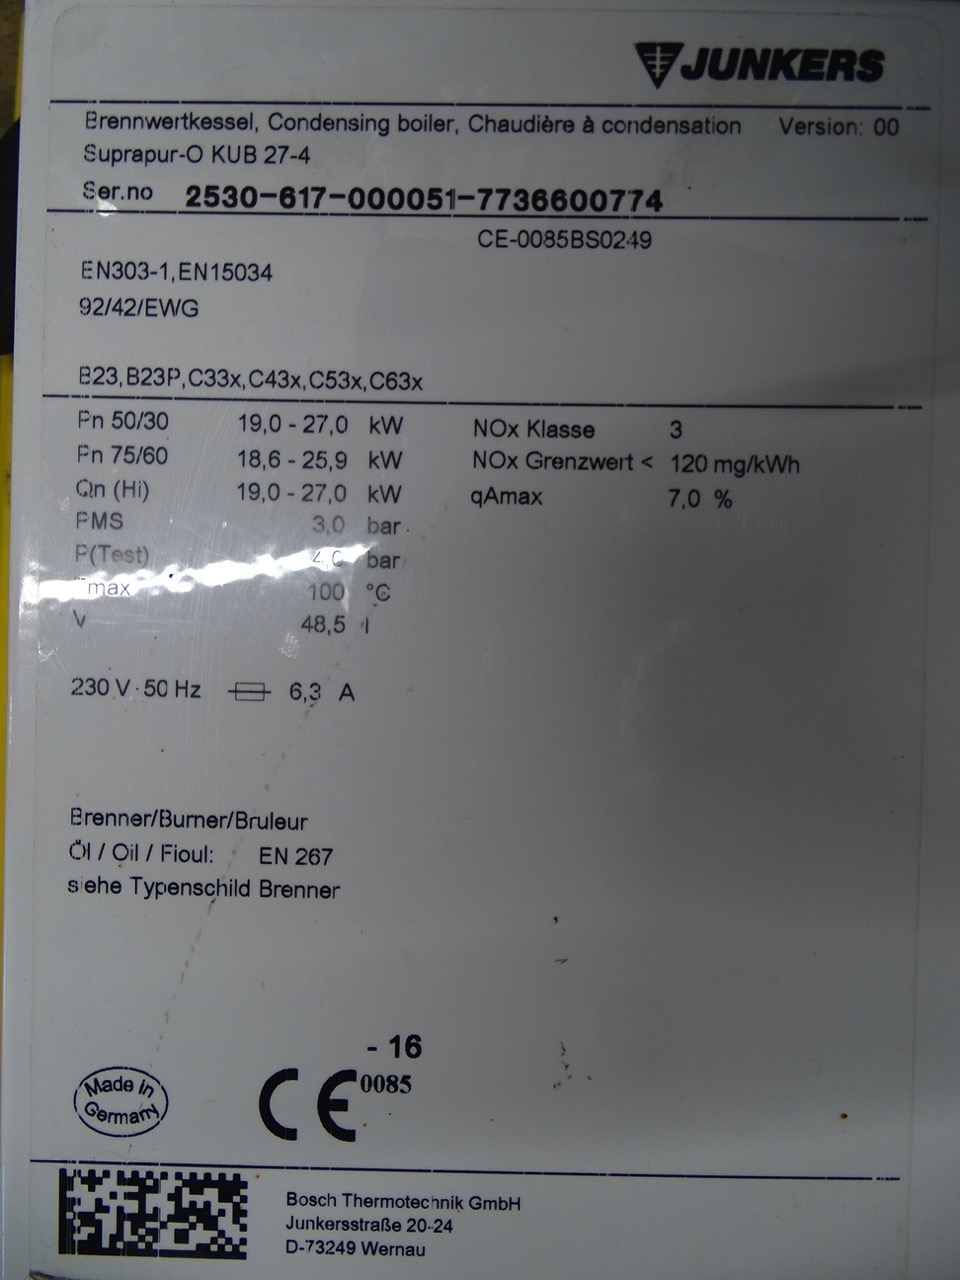 JUNKERS
Brennwertkessel, Condensing boiler, Chaudière à condensation Version: 00
Suprapur-O KUB 27-4
Ser.no 2530-617-000051-7736600774
CE-0085BS0249
EN303-1,EN15034
92/42/EWG
B23,B23P,C33x,C43x,C53x,C63x
Pn 50/30 19,0 - 27,0 kW NOx Klasse 3
Pn 75/60 18,6 - 25,9 kW NOx Grenzwert < 120 mg/kWh
Qn (Hi) 19,0 - 27,0 kW qAmax 7,0 %
PMS 3,0 bar
P(Test) 4,0 bar
Tmax 100 °C
V 48,5 l
230 V · 50 Hz 6,3 A
Brenner/Burner/Bruleur
Öl / Oil / Fioul: EN 267
siehe Typenschild Brenner
- 16
CE 0085
Made in
Germany
Bosch Thermotechnik GmbH
Junkersstraße 20-24
D-73249 Wernau